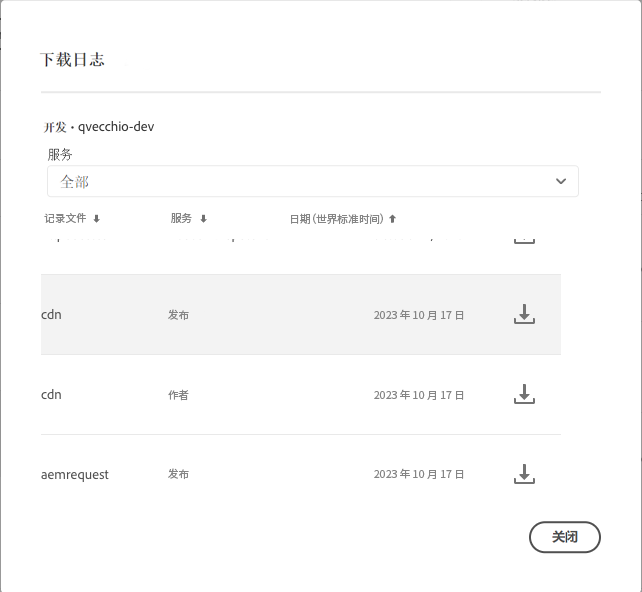 下载日志
开发 • qvecchio-dev
服务
全部
记录文件 服务 日期(世界标准时间)
cdn 发布 2023 年 10 月 17 日
cdn 作者 2023 年 10 月 17 日
aemrequest 发布 2023 年 10 月 17 日
关闭